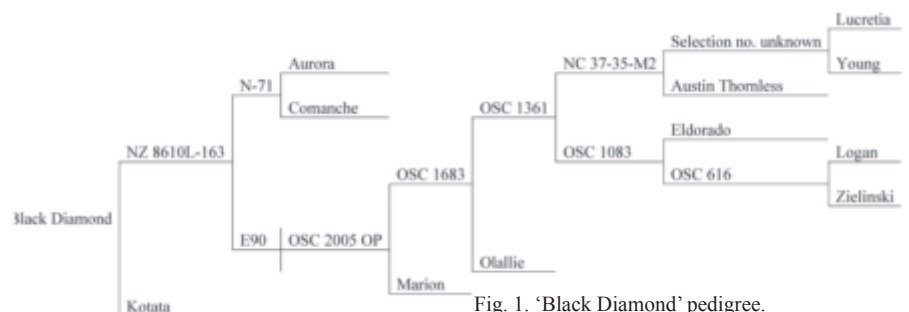 Lucretia
Selection no. unknown
NC 37-35-M2
Young
Aurora
Austin Thornless
N-71
Comanche
OSC 1361
Eldorado
NZ 8610L-163
OSC 1083
Logan
OSC 1683
OSC 616
Zielinski
Black Diamond
E90
OSC 2005 OP
Olallie
Marion
Kotata
Fig. 1. ‘Black Diamond’ pedigree.